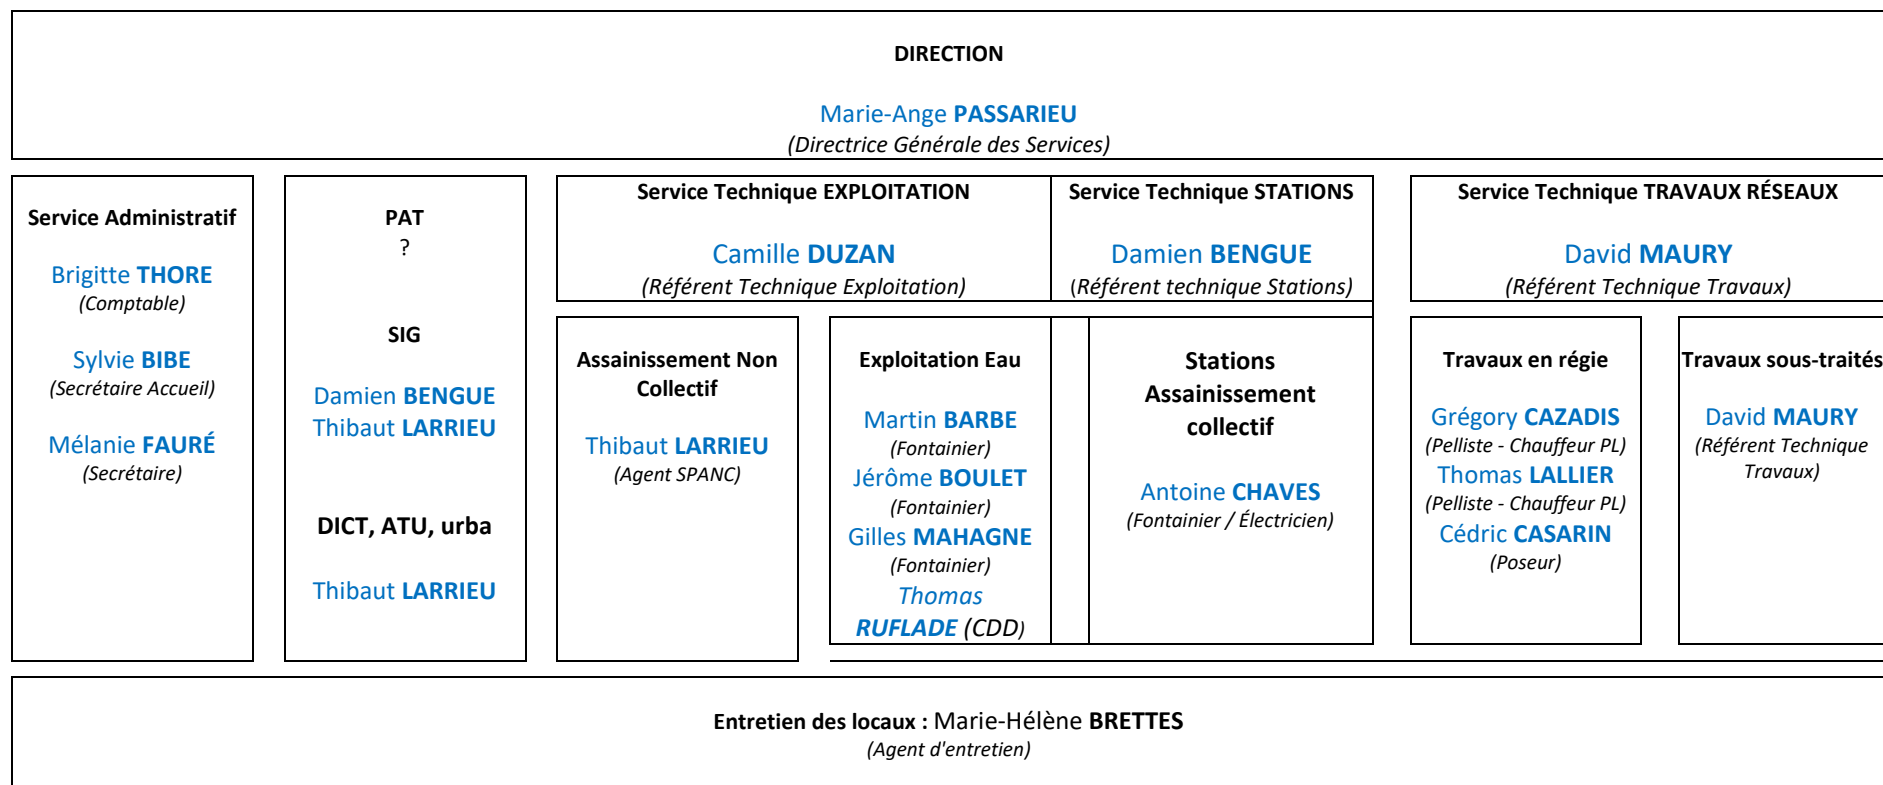 DIRECTION
Marie-Ange PASSARIEU
(Directrice Générale des Services)
Service Administratif
Brigitte THORE
(Comptable)
Sylvie BIBE
(Secrétaire Accueil)
Mélanie FAURÉ
(Secrétaire)
PAT
?
SIG
Damien BENGUE
Thibaut LARRIEU
DICT, ATU, urba
Thibaut LARRIEU
Service Technique EXPLOITATION
Camille DUZAN
(Référent Technique Exploitation)
Service Technique STATIONS
Damien BENGUE
(Référent technique Stations)
Service Technique TRAVAUX RÉSEAUX
David MAURY
(Référent Technique Travaux)
Assainissement Non
Collectif
Thibaut LARRIEU
(Agent SPANC)
Exploitation Eau
Martin BARBE
(Fontainier)
Jérôme BOULET
(Fontainier)
Gilles MAHAGNE
(Fontainier)
Thomas
RUFLADE (CDD)
Stations
Assainissement
collectif
Antoine CHAVES
(Fontainier / Électricien)
Travaux en régie
Grégory CAZADIS
(Pelliste - Chauffeur PL)
Thomas LALLIER
(Pelliste - Chauffeur PL)
Cédric CASARIN
(Poseur)
Travaux sous-traités
David MAURY
(Référent Technique
Travaux)
Entretien des locaux : Marie-Hélène BRETTES
(Agent d'entretien)